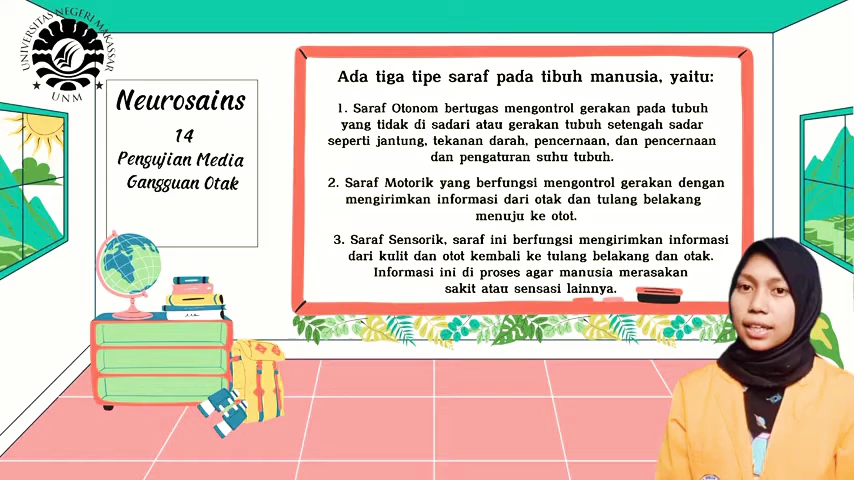 UNIVERSITAS NEGERI MAKASSAR
UNM
Neurosains
14
Pengujian Media
Gangguan Otak
Ada tiga tipe saraf pada tibuh manusia, yaitu:
1. Saraf Otonom bertugas mengontrol gerakan pada tubuh
yang tidak di sadari atau gerakan tubuh setengah sadar
seperti jantung, tekanan darah, pencernaan, dan pencernaan
dan pengaturan suhu tubuh.
2. Saraf Motorik yang berfungsi mengontrol gerakan dengan
mengirimkan informasi dari otak dan tulang belakang
menuju ke otot.
3. Saraf Sensorik, saraf ini berfungsi mengirimkan informasi
dari kulit dan otot kembali ke tulang belakang dan otak.
Informasi ini di proses agar manusia merasakan
sakit atau sensasi lainnya.